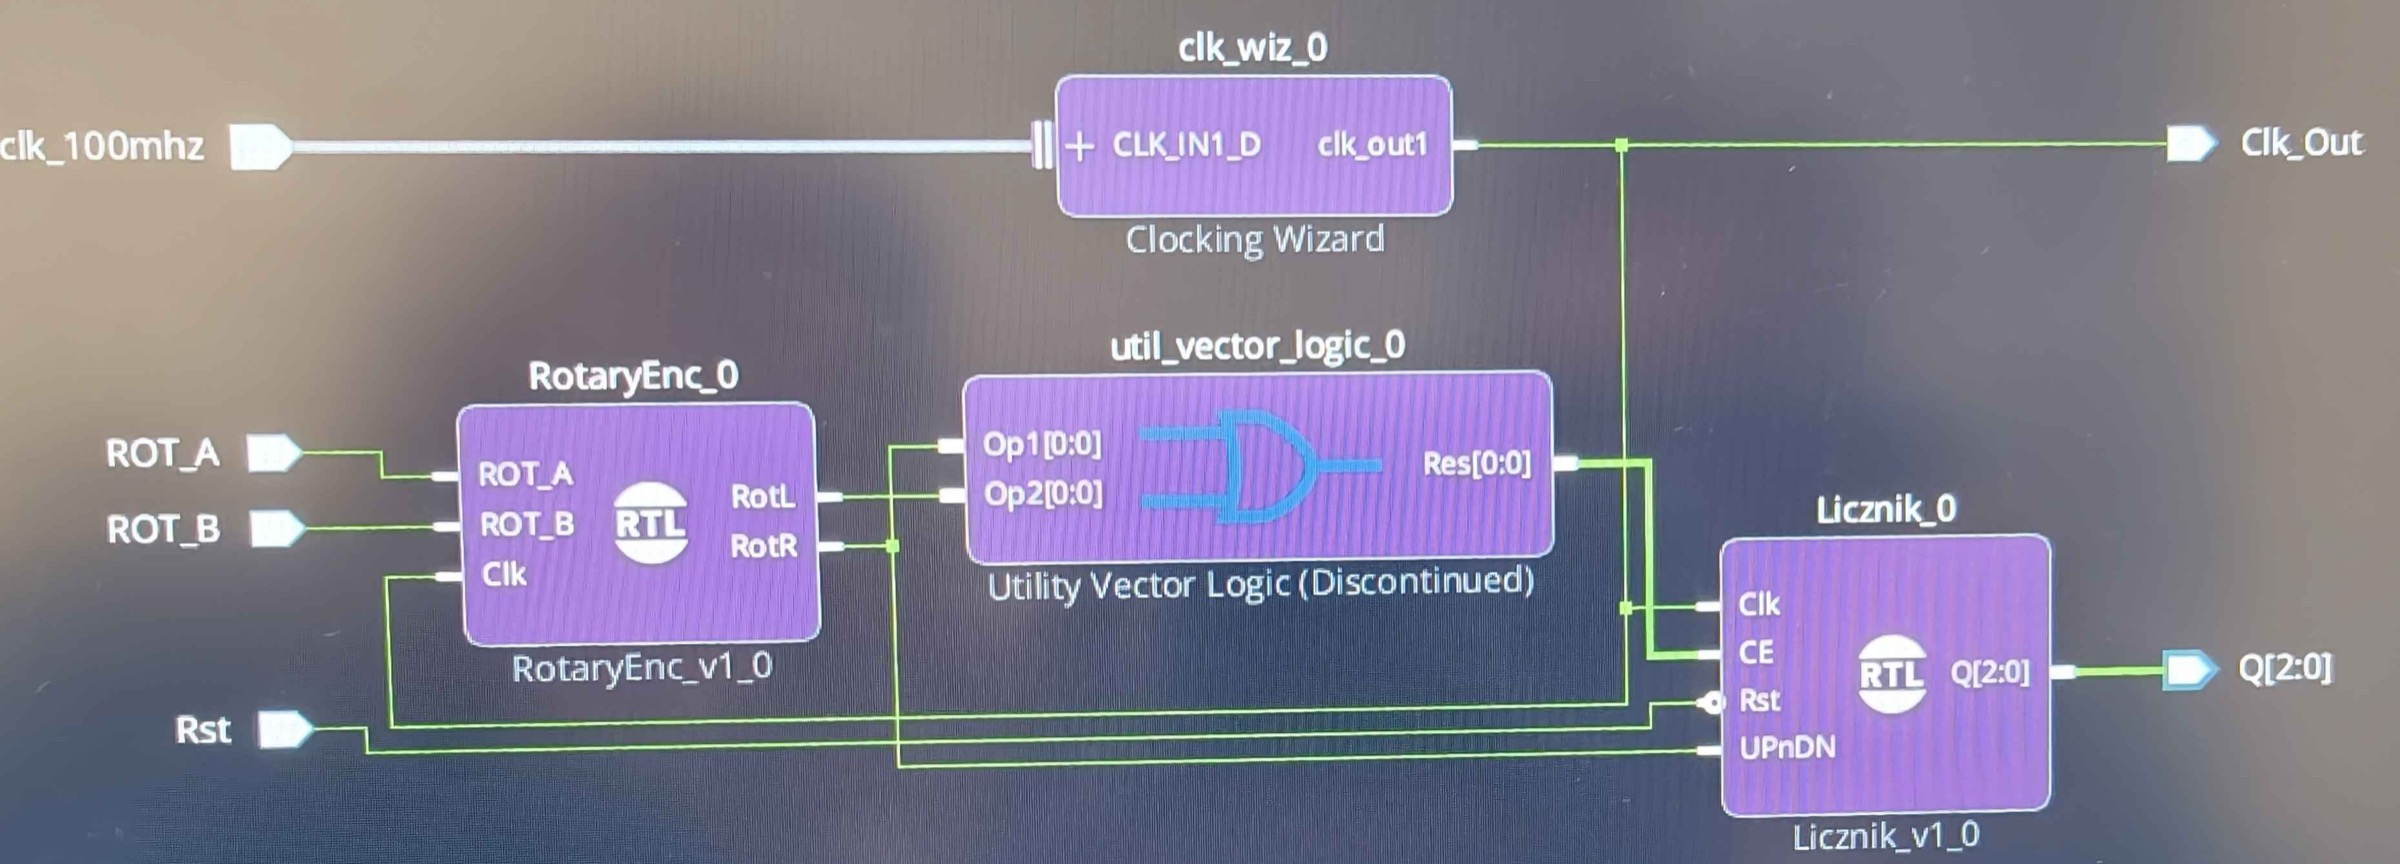 clk_wiz_0
clk_100mhz
+ CLK_IN1_D
clk_out1
Clk_Out
Clocking Wizard
RotaryEnc_0
util_vector_logic_0
ROT_A
ROT_B
ROT_A
ROT_B
Clk
RTL
RotL
RotR
RotaryEnc_v1_0
Op1[0:0]
Op2[0:0]
Res[0:0]
Utility Vector Logic (Discontinued)
Rst
Licznik_0
Clk
CE
Rst
UPnDN
RTL
Q[2:0]
Q[2:0]
Licznik_v1_0